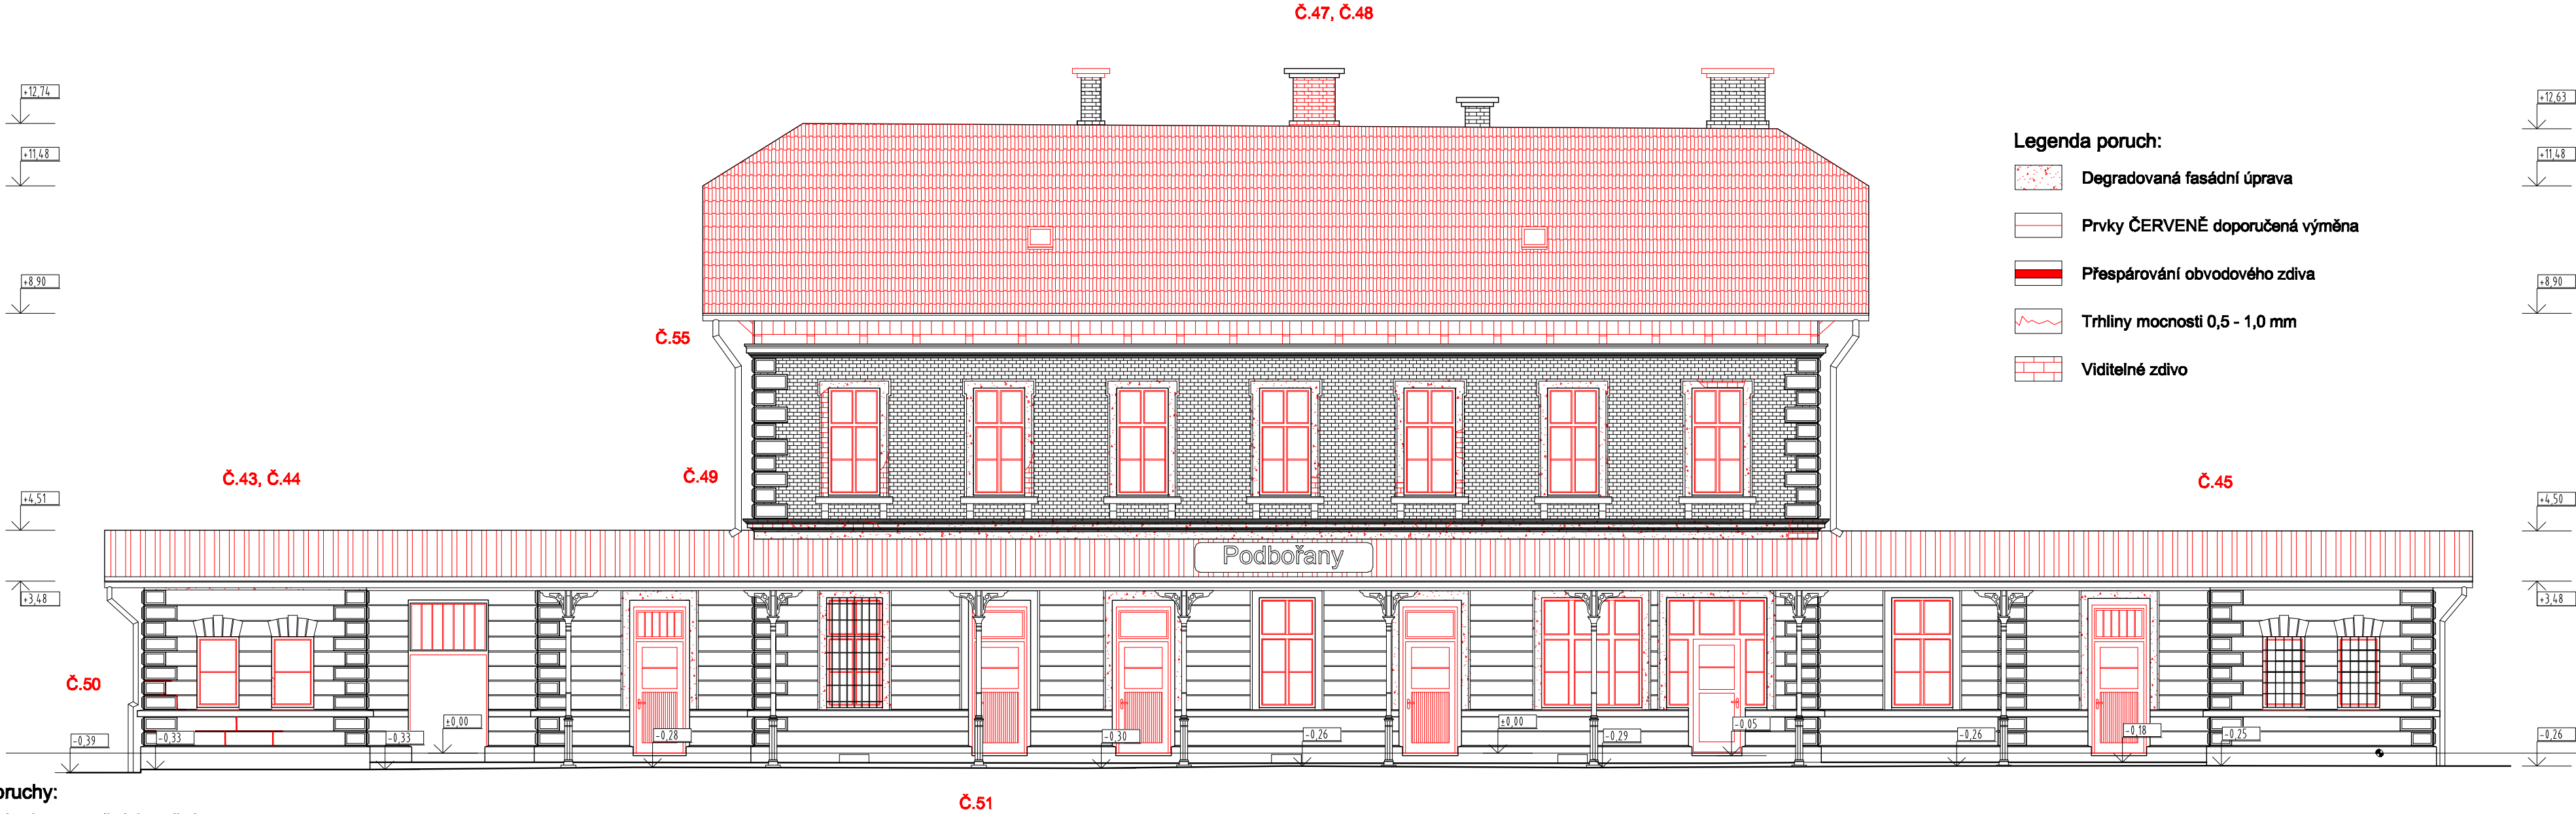 Č.47, Č.48
+12,74
+12,63
+11,48
+11,48
Legenda poruch:
Degradovaná fasádní úprava
Prvky ČERVENĚ doporučená výměna
Přespárování obvodového zdiva
Trhliny mocnosti 0,5 - 1,0 mm
Viditelné zdivo
+8,90
+8,90
Č.55
Č.49
Č.43, Č.44
Č.45
+4,51
+4,50
Podbořany
+3,48
+3,48
Č.50
±0,00
±0,00
-0,05
-0,39
-0,33
-0,33
-0,28
-0,30
-0,26
-0,29
-0,26
-0,18
-0,25
-0,26
oruchy:
Č.51